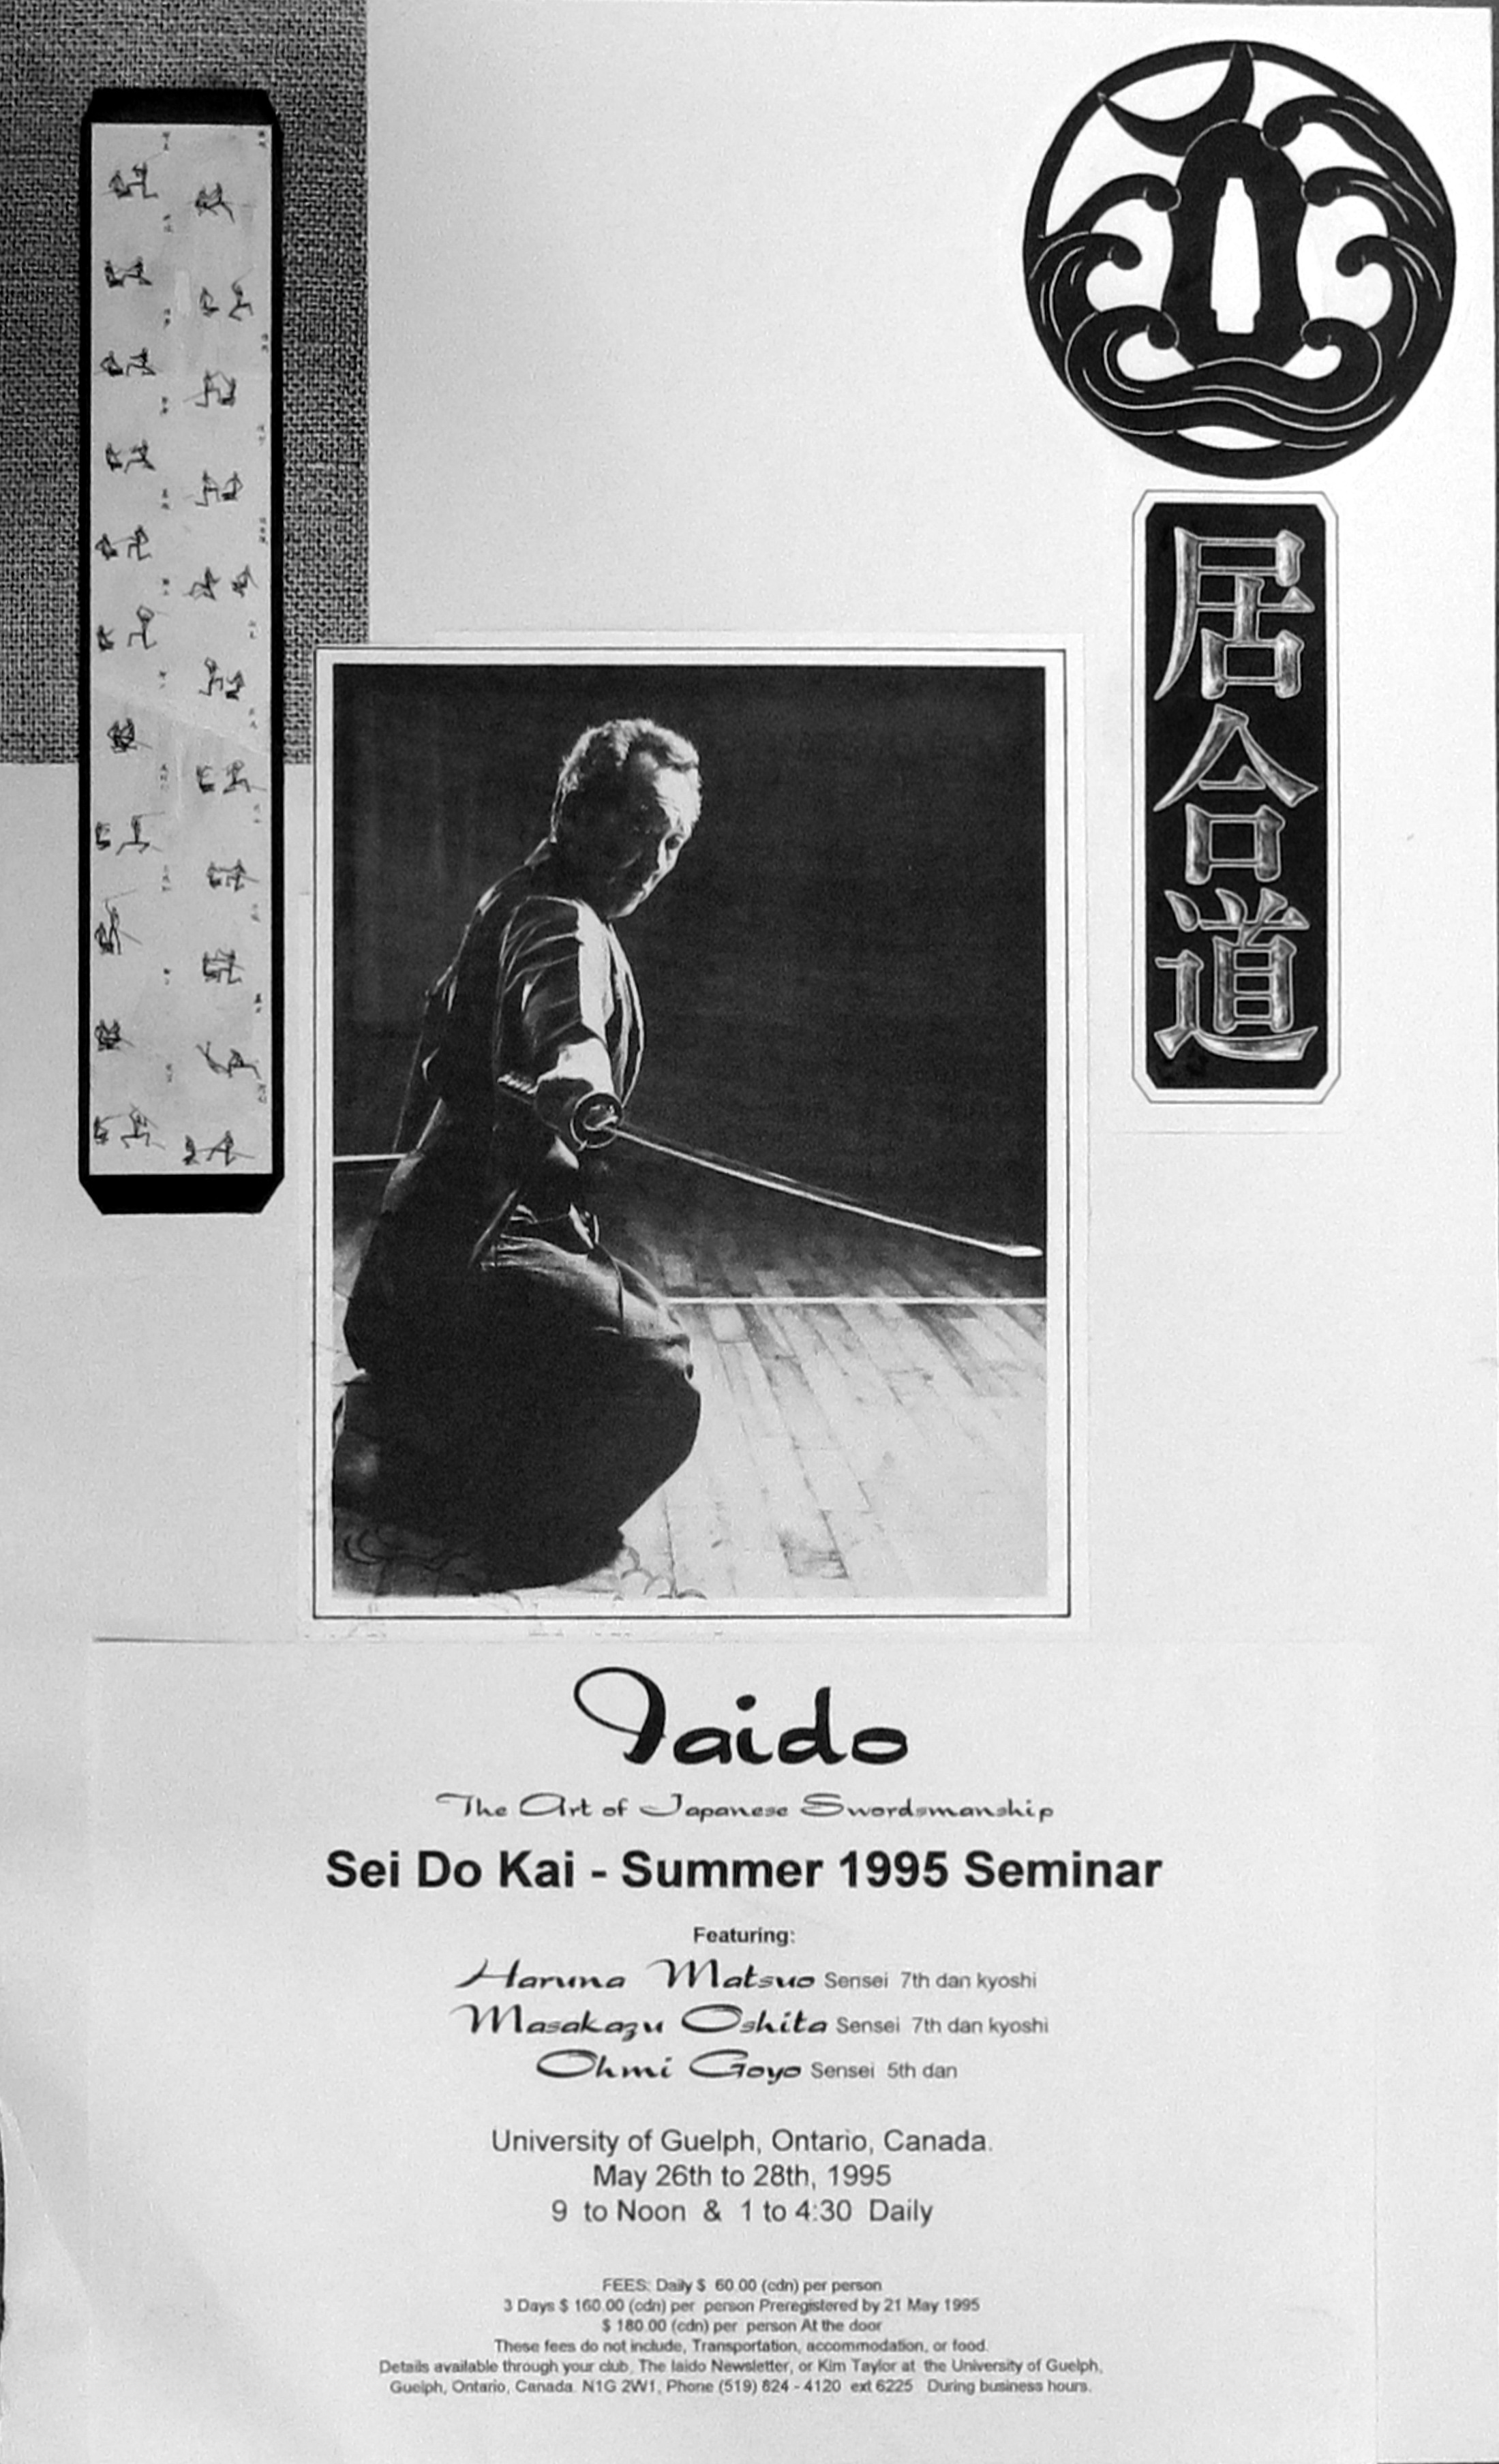 居合道
Iaido
The Art of Japanese Swordsmanship
Sei Do Kai - Summer 1995 Seminar
Featuring:
Haruna Matsuo Sensei 7th dan kyoshi
Masakazu Oshita Sensei 7th dan kyoshi
Ohmi Goyo Sensei 5th dan
University of Guelph, Ontario, Canada.
May 26th to 28th, 1995
9 to Noon & 1 to 4:30 Daily
FEES: Daily $ 60.00 (cdn) per person
3 Days $ 160.00 (cdn) per person Preregistered by 21 May 1995
$ 180.00 (cdn) per person At the door
These fees do not include, Transportation, accommodation, or food.
Details available through your club, The Iaido Newsletter, or Kim Taylor at the University of Guelph,
Guelph, Ontario, Canada. N1G 2W1, Phone (519) 824 - 4120 ext 6225 During business hours.